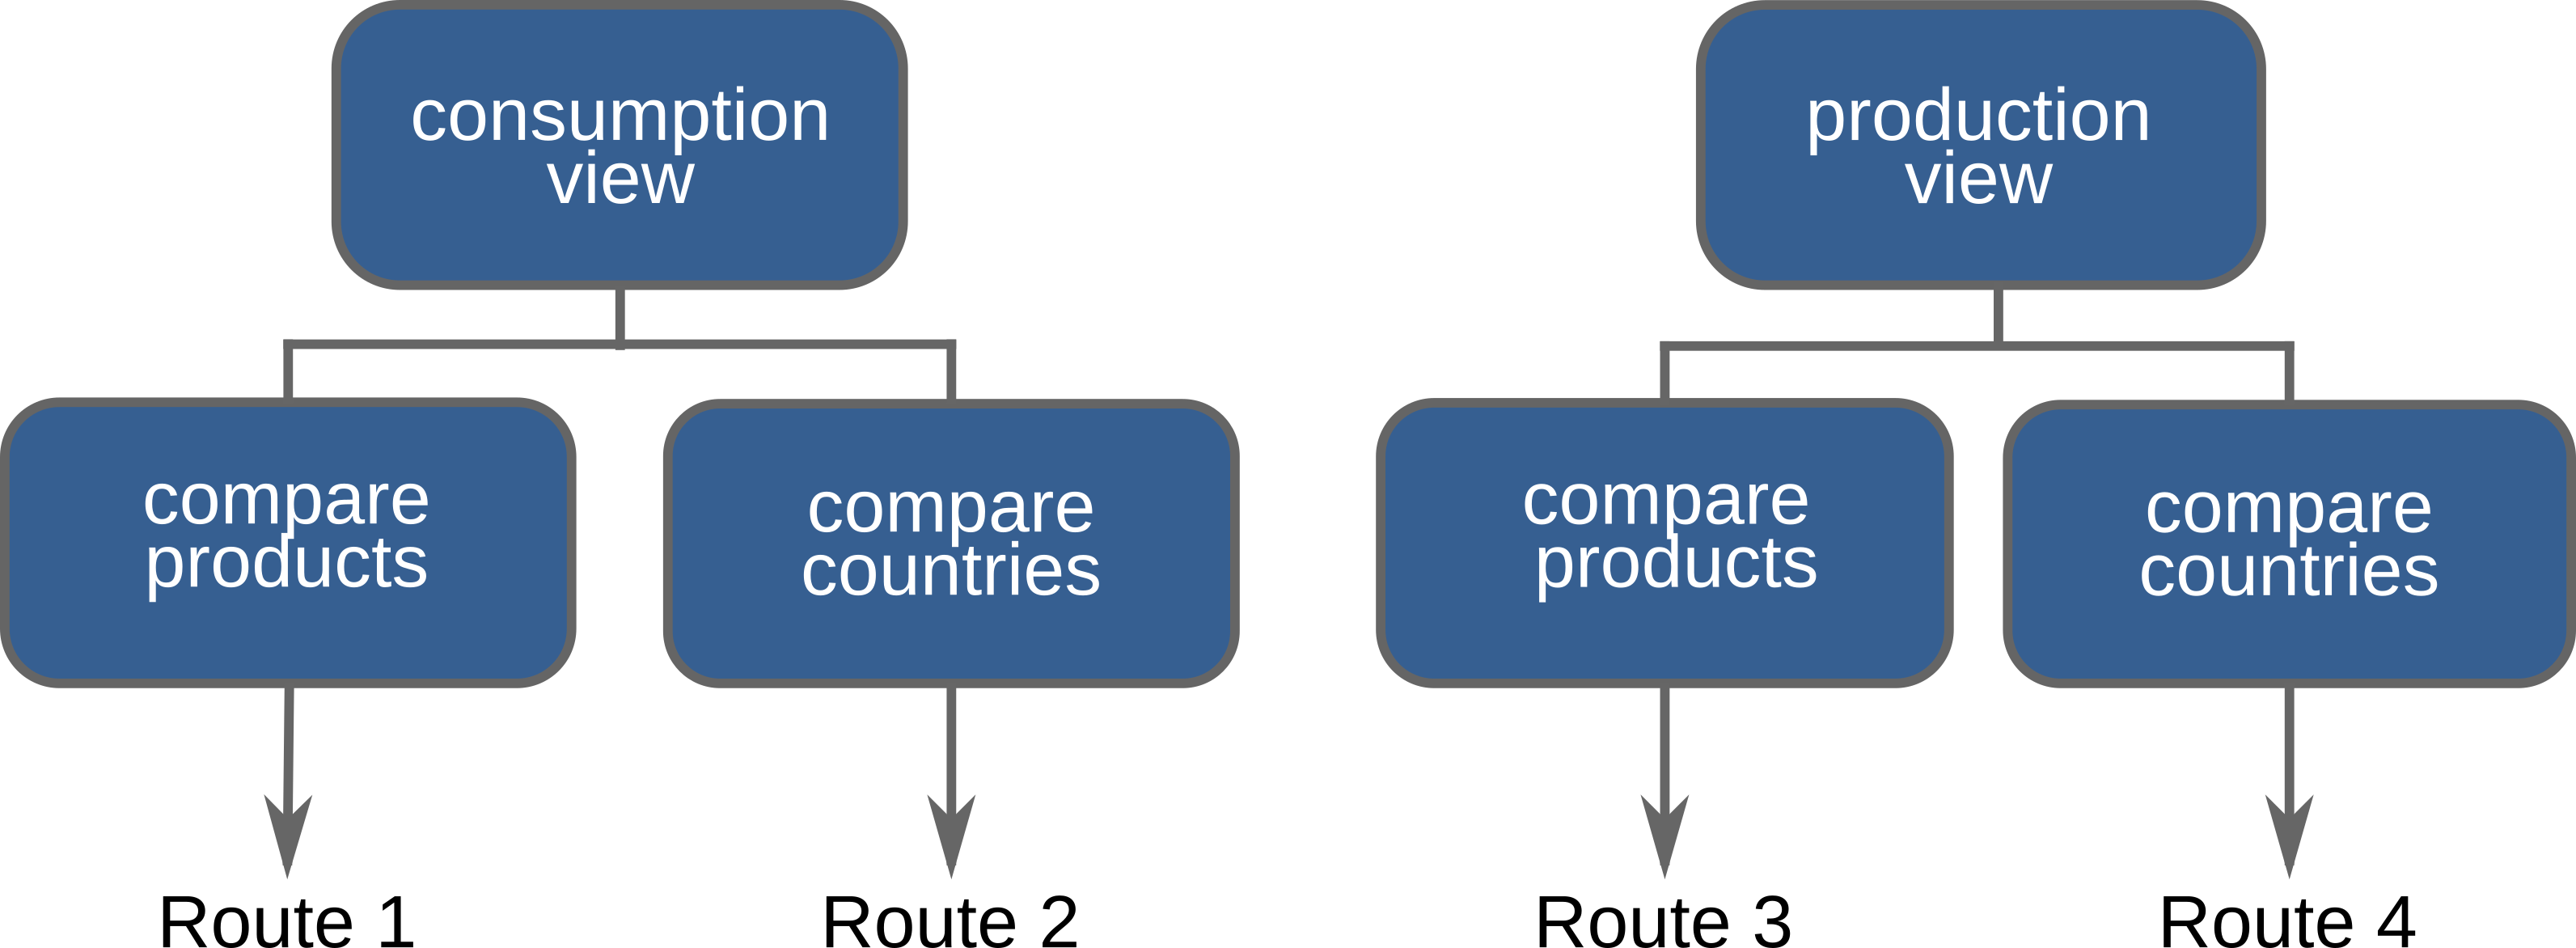 consumption
view
production
view
compare
products
compare
countries
compare
products
compare
countries
Route 1
Route 2
Route 3
Route 4